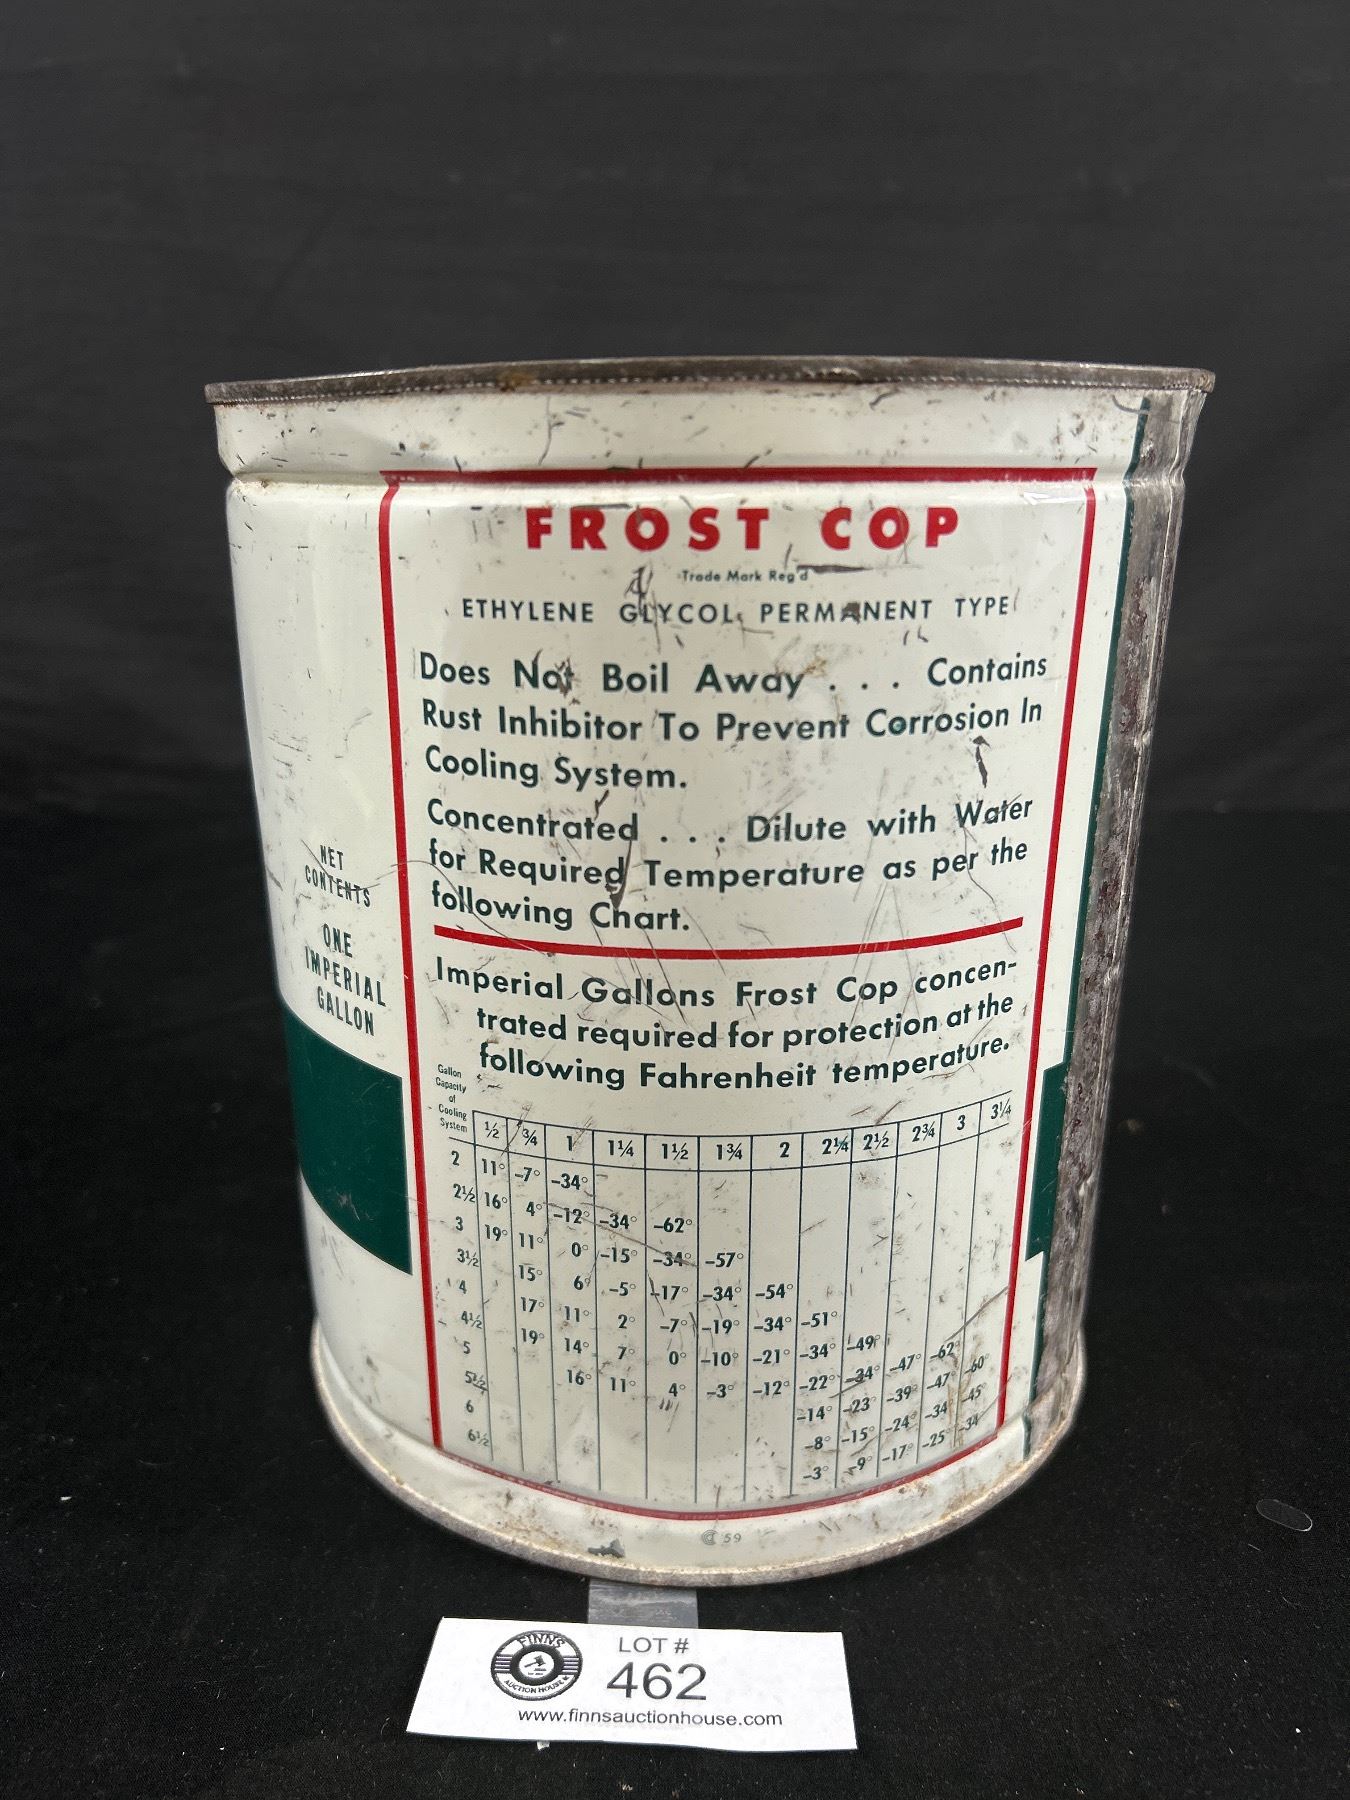 FROST COP
Trade Mark Reg'd
ETHYLENE GLYCOL PERMANENT TYPE
Does Not Boil Away . . . Contains
Rust Inhibitor To Prevent Corrosion In
Cooling System.
Concentrated . . . Dilute with Water
for Required Temperature as per the
following Chart.
NET
CONTENTS
ONE
IMPERIAL
GALLON
Imperial Gallons Frost Cop concen-
trated required for protection at the
following Fahrenheit temperature.
Gallon
Capacity
of
Cooling
System
½ ¾ 1 1¼ 1½ 1¾ 2 2¼ 2½ 2¾ 3 3¼
2 11° -7° -34°
2½ 16° 4° -12° -34° -62°
3 19° 11° 0° -15° -34° -57°
3½ 15° 6° -5° -17° -34° -54°
4 17° 11° 2° -7° -19° -34° -51°
4½ 19° 14° 7° 0° -10° -21° -34° -49°
5 16° 11° 4° -3° -12° -22° -34° -47° -62°
5½ -14° -23° -39° -47° -60°
6 -8° -15° -24° -34° -45°
6½ -3° -9° -17° -25° -34°
59
FINNS
AUCTION HOUSE
LOT #
462
www.finnsauctionhouse.com